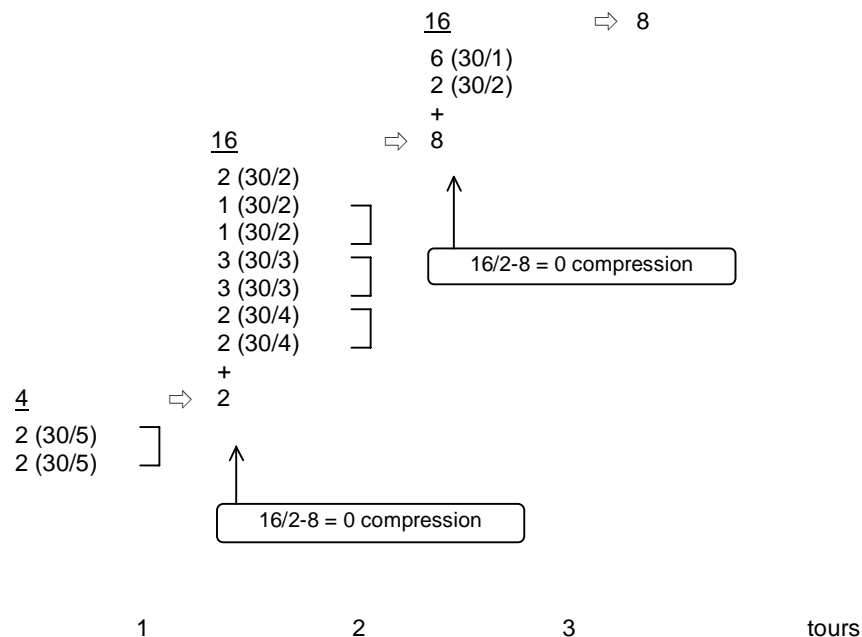 16 ⇨ 8
6 (30/1)
2 (30/2)
+
16 ⇨ 8
2 (30/2)
1 (30/2)
1 (30/2)
3 (30/3)
3 (30/3)
2 (30/4)
2 (30/4)
+
16/2-8 = 0 compression
4 ⇨ 2
2 (30/5)
2 (30/5)
16/2-8 = 0 compression
1 2 3 tours